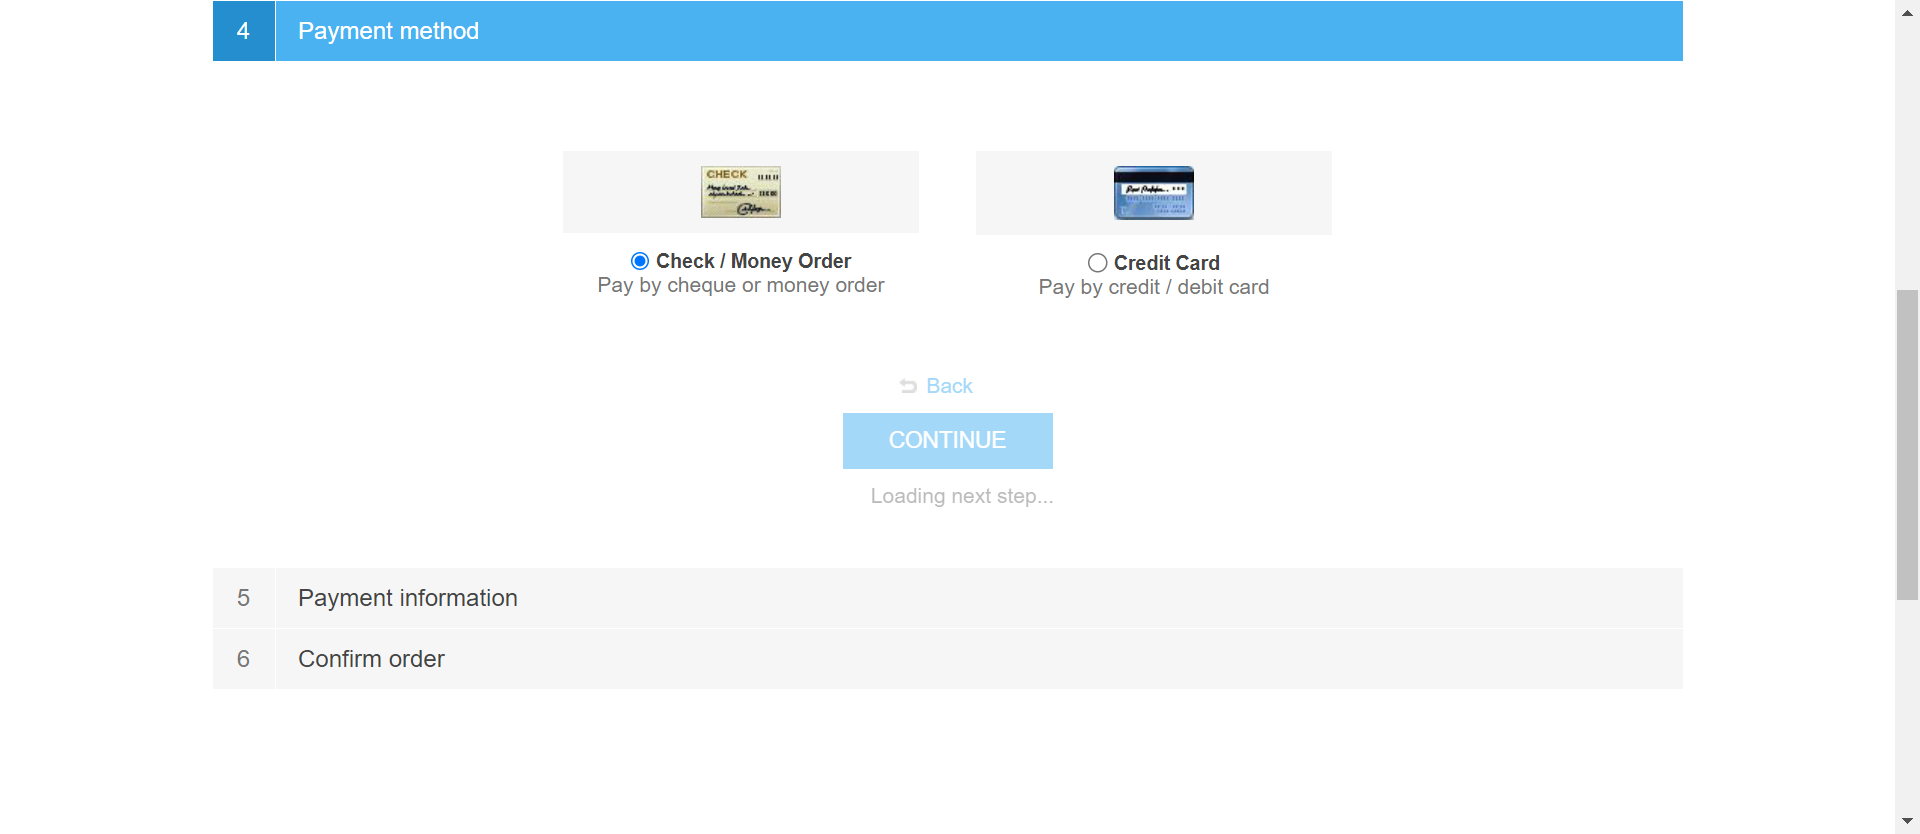 4 Payment method
CHECK
Check / Money Order
Pay by cheque or money order
Credit Card
Pay by credit / debit card
Back
CONTINUE
Loading next step...
5 Payment information
6 Confirm order